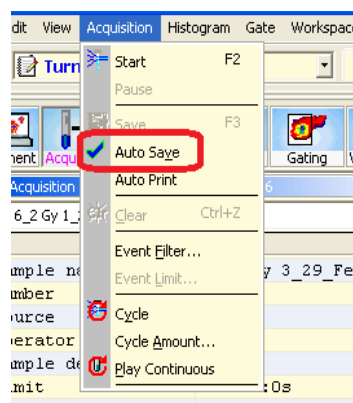 dit View Acquisition Histogram Gate Workspac
Turn
Start F2
Pause
Save F3
Auto Save
Auto Print
Clear Ctrl+Z
Event Filter...
Event Limit...
Cycle
Cycle Amount...
Play Continuous
ment Acqu Gating
Acquisition 6
6_2 Gy 1_
ample na y 3_29_Fe
umber
ource
perator
ample de
imit :0s